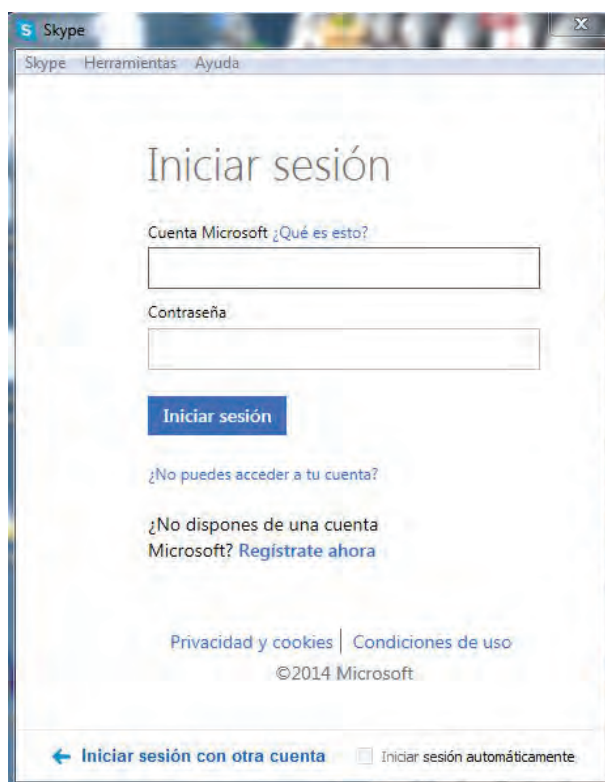 Skype
Skype Herramientas Ayuda
Iniciar sesión
Cuenta Microsoft ¿Qué es esto?
Contraseña
Iniciar sesión
¿No puedes acceder a tu cuenta?
¿No dispones de una cuenta
Microsoft? Regístrate ahora
Privacidad y cookies | Condiciones de uso
©2014 Microsoft
Iniciar sesión con otra cuenta Iniciar sesión automáticamente